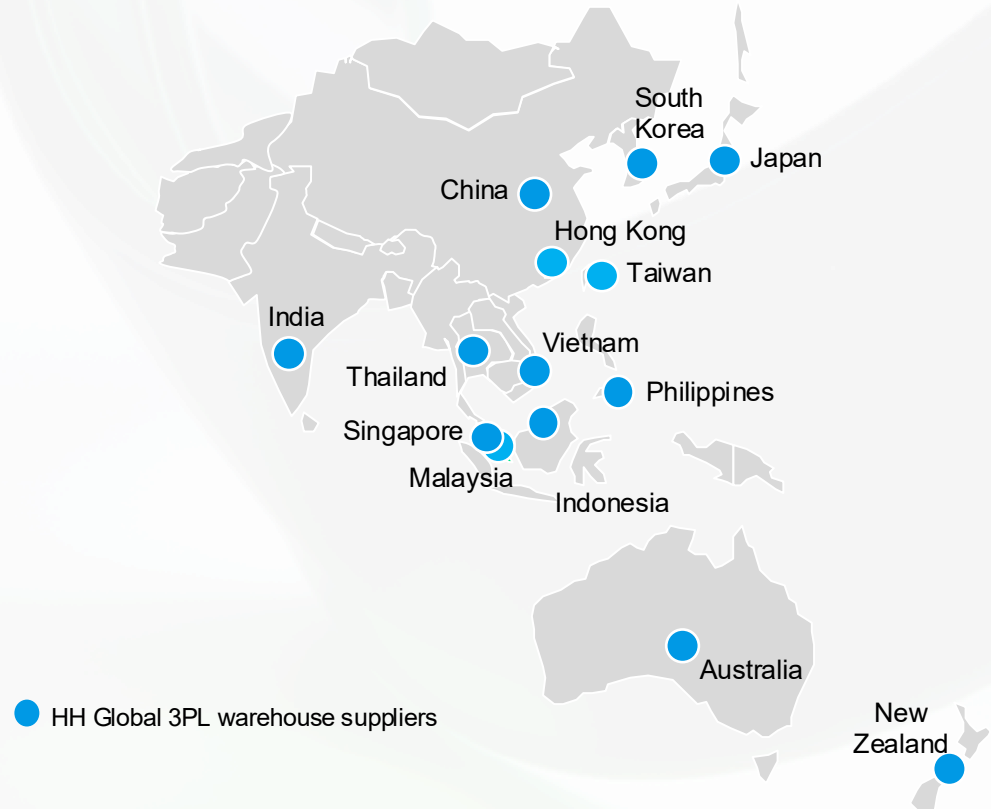 South
Korea
Japan
China
Hong Kong
Taiwan
India
Vietnam
Thailand
Philippines
Singapore
Malaysia
Indonesia
Australia
HH Global 3PL warehouse suppliers
New
Zealand